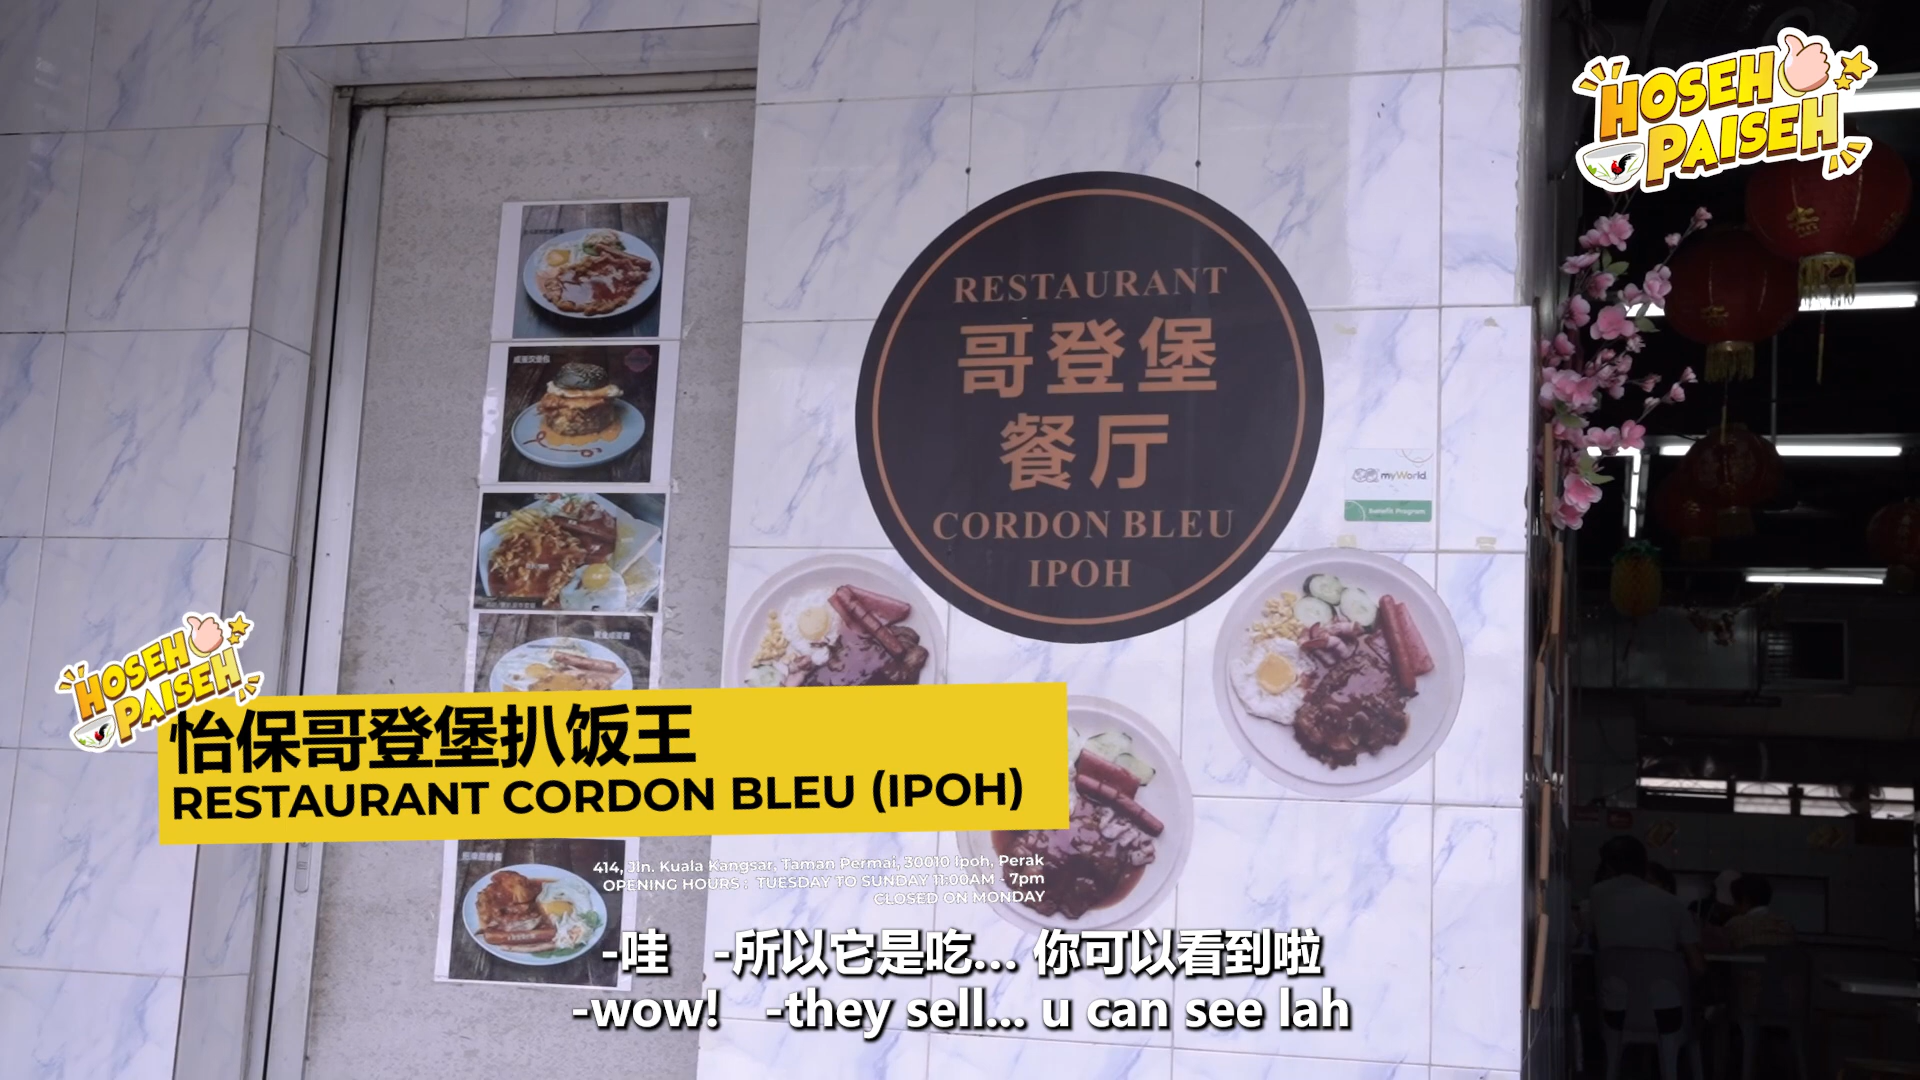 HOSEH
PAISEH
RESTAURANT
哥登堡
餐厅
CORDON BLEU
IPOH
myWorld
Benefit Program
HOSEH
PAISEH
怡保哥登堡扒饭王
RESTAURANT CORDON BLEU (IPOH)
414, Jln. Kuala Kangsar, Taman Permai, 30010 Ipoh, Perak
OPENING HOURS : TUESDAY TO SUNDAY 11:00AM - 7pm
CLOSED ON MONDAY
-哇 -所以它是吃... 你可以看到啦
-wow! -they sell... u can see lah